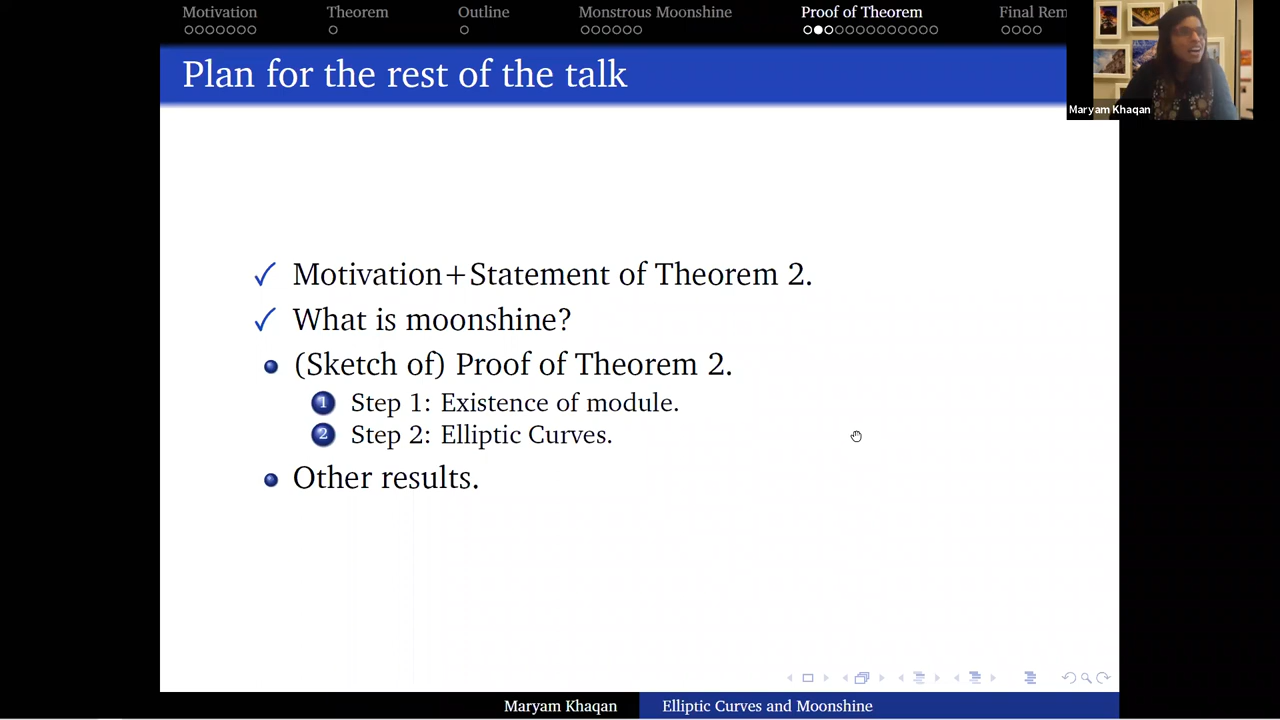 Motivation Theorem Outline Monstrous Moonshine Proof of Theorem Final Rem
Maryam Khaqan
Plan for the rest of the talk
Motivation+Statement of Theorem 2.
What is moonshine?
(Sketch of) Proof of Theorem 2.
1 Step 1: Existence of module.
2 Step 2: Elliptic Curves.
Other results.
Maryam Khaqan Elliptic Curves and Moonshine